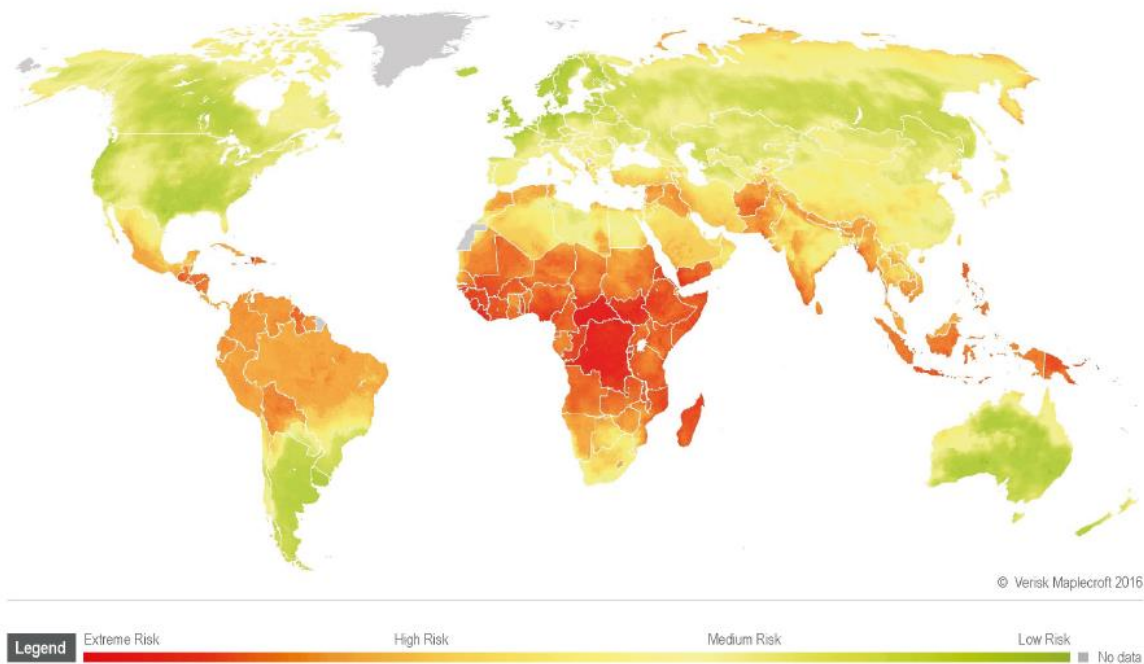 © Verisk Maplecroft 2016
Legend
Extreme Risk
High Risk
Medium Risk
Low Risk
No data